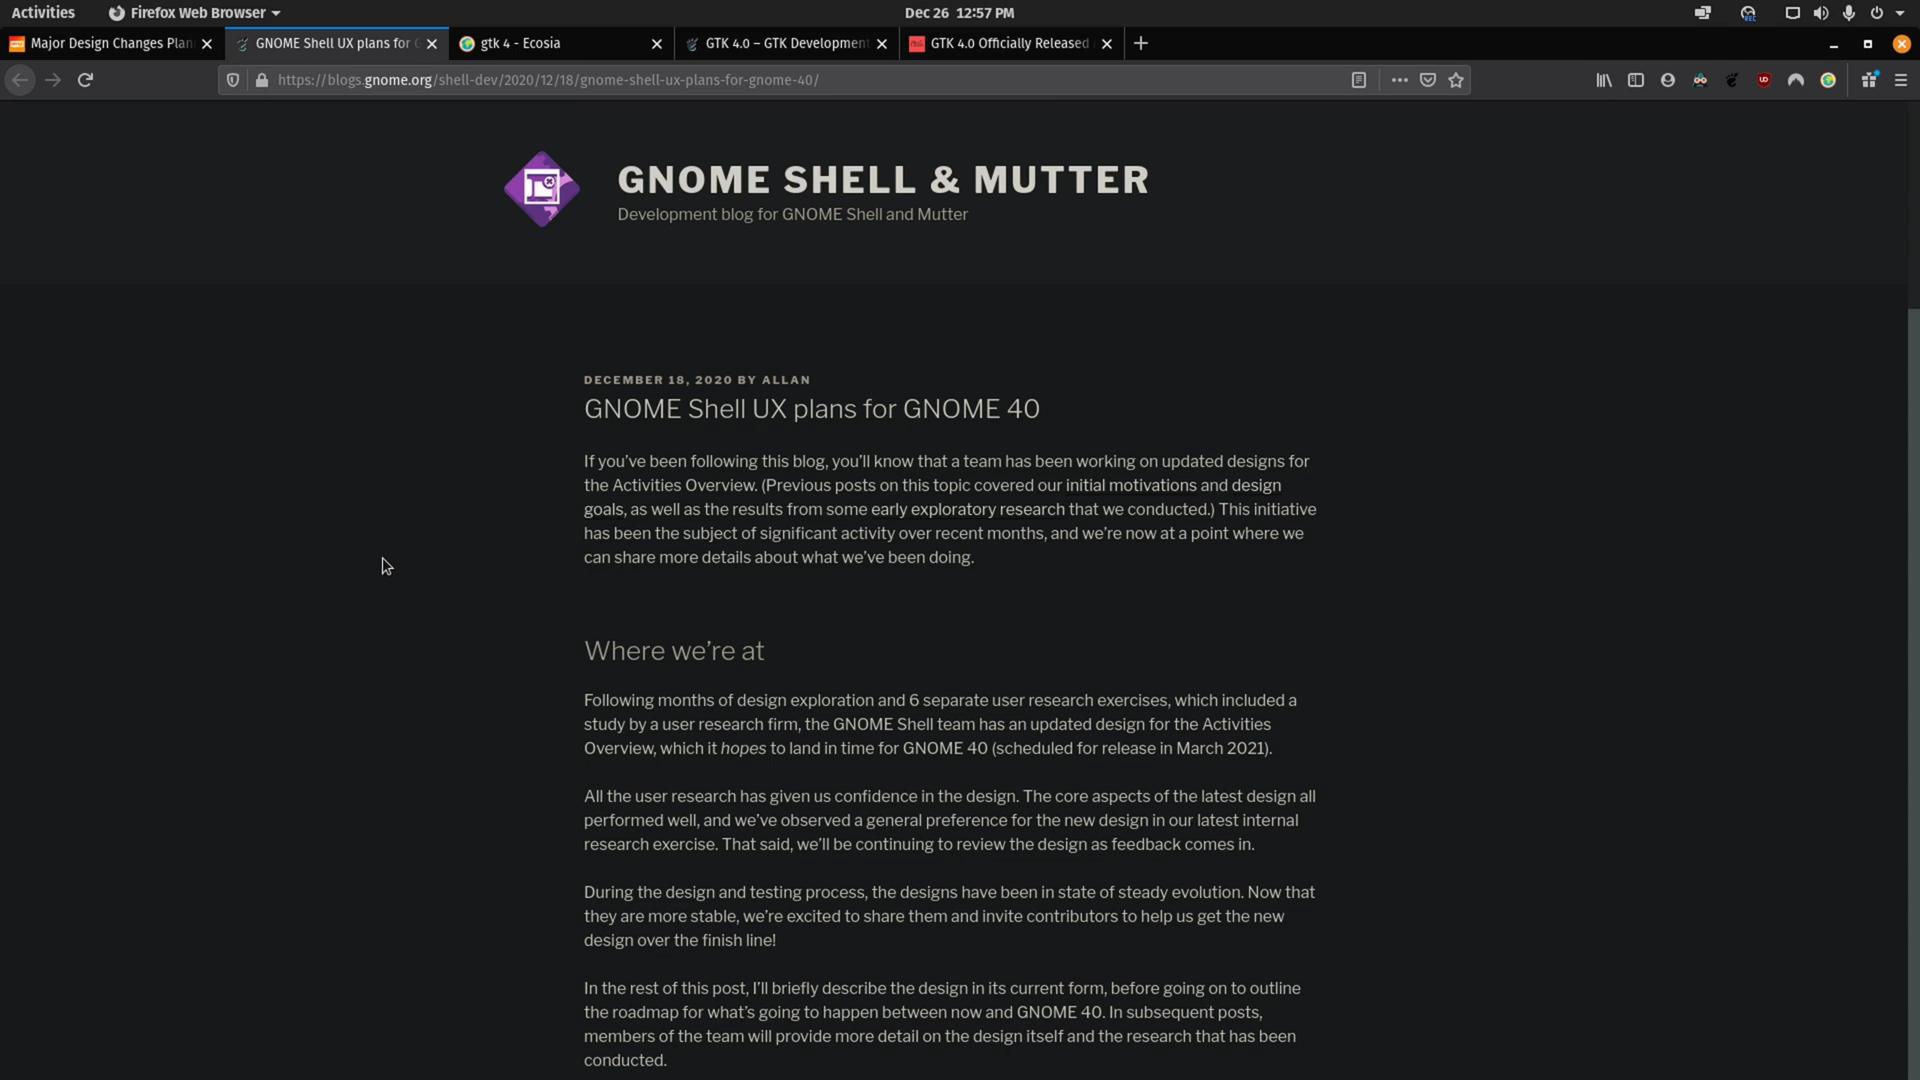 Activities
Firefox Web Browser
Dec 26 12:57 PM
Major Design Changes Plan
GNOME Shell UX plans for G
gtk 4 - Ecosia
GTK 4.0 – GTK Development
GTK 4.0 Officially Released
https://blogs.gnome.org/shell-dev/2020/12/18/gnome-shell-ux-plans-for-gnome-40/
GNOME SHELL & MUTTER
Development blog for GNOME Shell and Mutter
DECEMBER 18, 2020 BY ALLAN
GNOME Shell UX plans for GNOME 40
If you’ve been following this blog, you’ll know that a team has been working on updated designs for
the Activities Overview. (Previous posts on this topic covered our initial motivations and design
goals, as well as the results from some early exploratory research that we conducted.) This initiative
has been the subject of significant activity over recent months, and we’re now at a point where we
can share more details about what we’ve been doing.
Where we’re at
Following months of design exploration and 6 separate user research exercises, which included a
study by a user research firm, the GNOME Shell team has an updated design for the Activities
Overview, which it hopes to land in time for GNOME 40 (scheduled for release in March 2021).
All the user research has given us confidence in the design. The core aspects of the latest design all
performed well, and we’ve observed a general preference for the new design in our latest internal
research exercise. That said, we’ll be continuing to review the design as feedback comes in.
During the design and testing process, the designs have been in state of steady evolution. Now that
they are more stable, we’re excited to share them and invite contributors to help us get the new
design over the finish line!
In the rest of this post, I’ll briefly describe the design in its current form, before going on to outline
the roadmap for what’s going to happen between now and GNOME 40. In subsequent posts,
members of the team will provide more detail on the design itself and the research that has been
conducted.